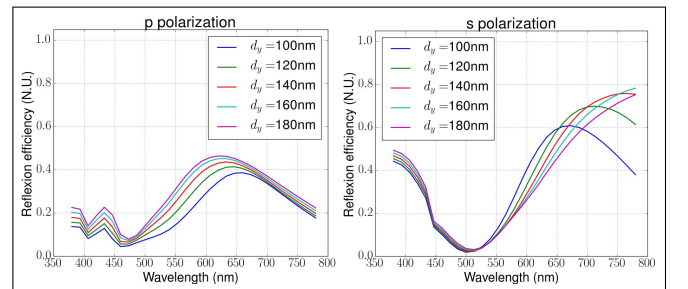 p polarization
Reflexion efficiency (N.U.)
1.0
0.8
0.6
0.4
0.2
0.0
350 400 450 500 550 600 650 700 750 800
Wavelength (nm)
d_y =100nm
d_y =120nm
d_y =140nm
d_y =160nm
d_y =180nm
s polarization
Reflexion efficiency (N.U.)
1.0
0.8
0.6
0.4
0.2
0.0
350 400 450 500 550 600 650 700 750 800
Wavelength (nm)
d_y =100nm
d_y =120nm
d_y =140nm
d_y =160nm
d_y =180nm